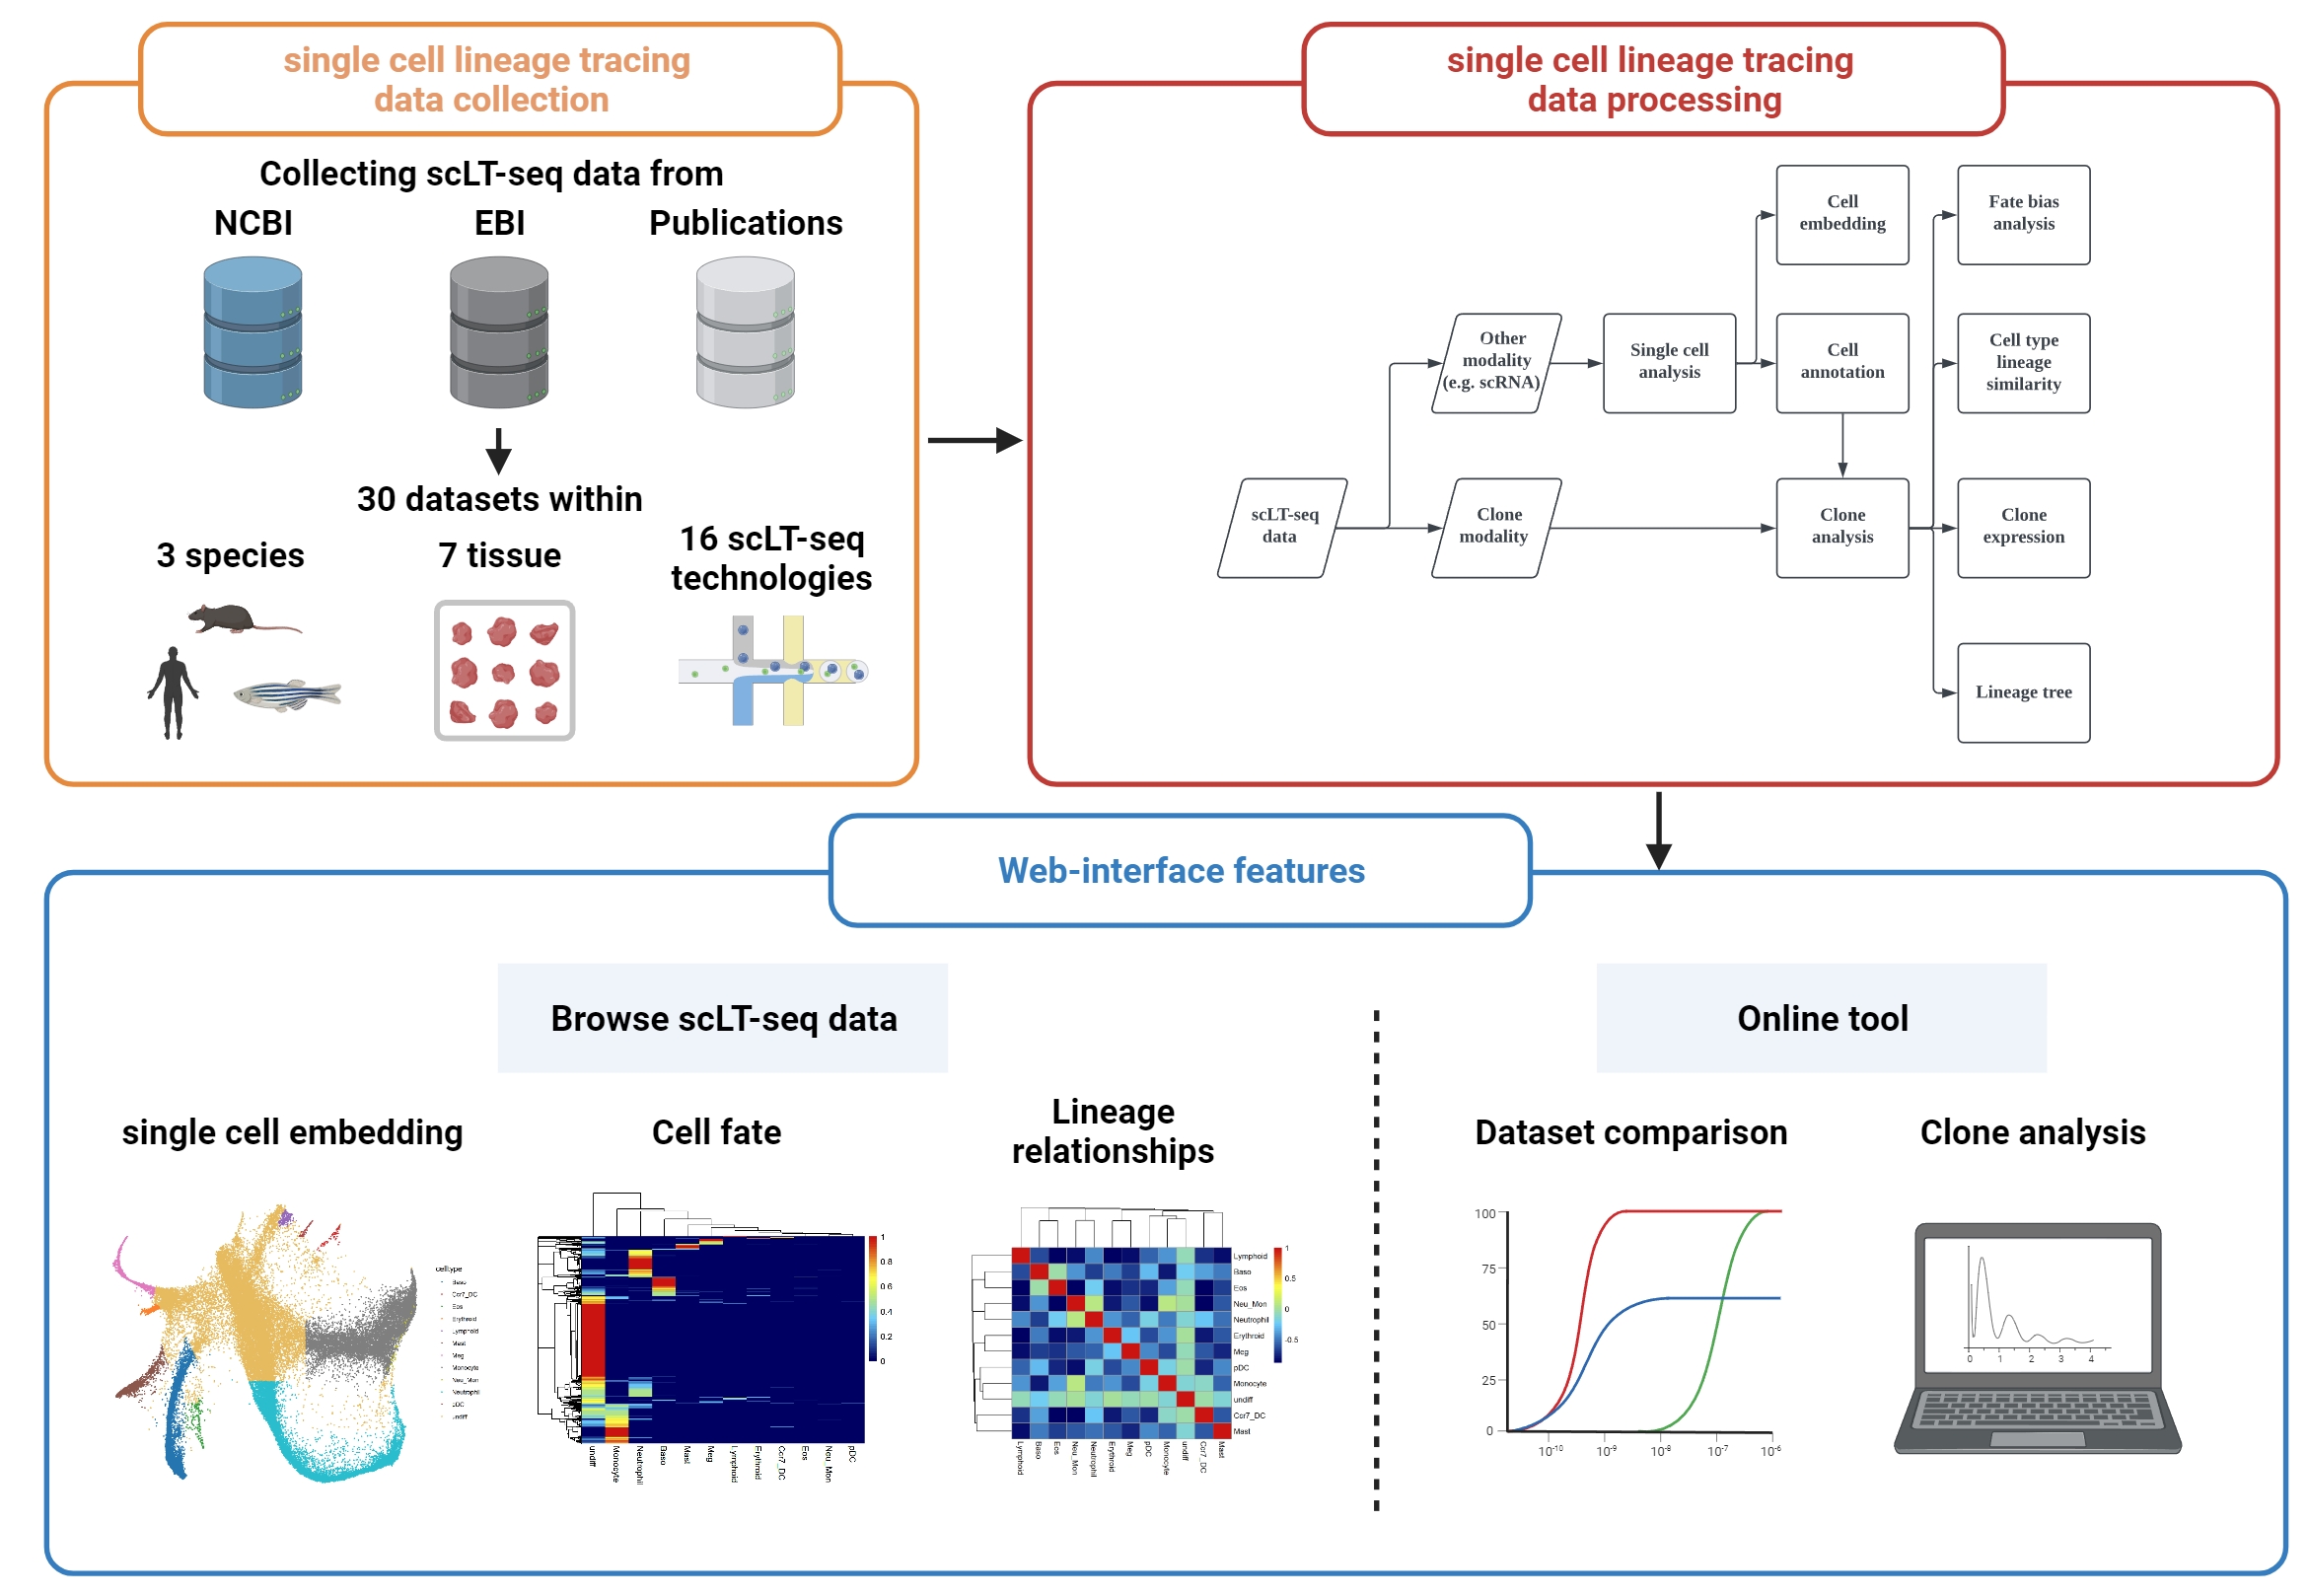 single cell lineage tracing
data collection
Collecting scLT-seq data from
NCBI
EBI
Publications
30 datasets within
3 species
7 tissue
16 scLT-seq
technologies
single cell lineage tracing
data processing
scLT-seq
data
Other
modality
(e.g. scRNA)
Clone
modality
Single cell
analysis
Cell
embedding
Cell
annotation
Clone
analysis
Fate bias
analysis
Cell type
lineage
similarity
Clone
expression
Lineage tree
Web-interface features
Browse scLT-seq data
single cell embedding
celltype
Baso
Ccr7_DC
Eos
Erythroid
Lymphoid
Mast
Meg
Monocyte
Neu_Mon
Neutrophil
pDC
undiff
Cell fate
1
0.8
0.6
0.4
0.2
0
undiff
Monocyte
Neutrophil
Baso
Mast
Meg
Lymphoid
Erythroid
Ccr7_DC
Eos
Neu_Mon
pDC
Lineage
relationships
Lymphoid
Baso
Eos
Neu_Mon
Neutrophil
Erythroid
Meg
pDC
Monocyte
undiff
Ccr7_DC
Mast
1
0.5
0
-0.5
Lymphoid
Baso
Eos
Neu_Mon
Neutrophil
Erythroid
Meg
pDC
Monocyte
undiff
Ccr7_DC
Mast
Online tool
Dataset comparison
100
75
50
25
0
10-10
10-9
10-8
10-7
10-6
Clone analysis
0 1 2 3 4